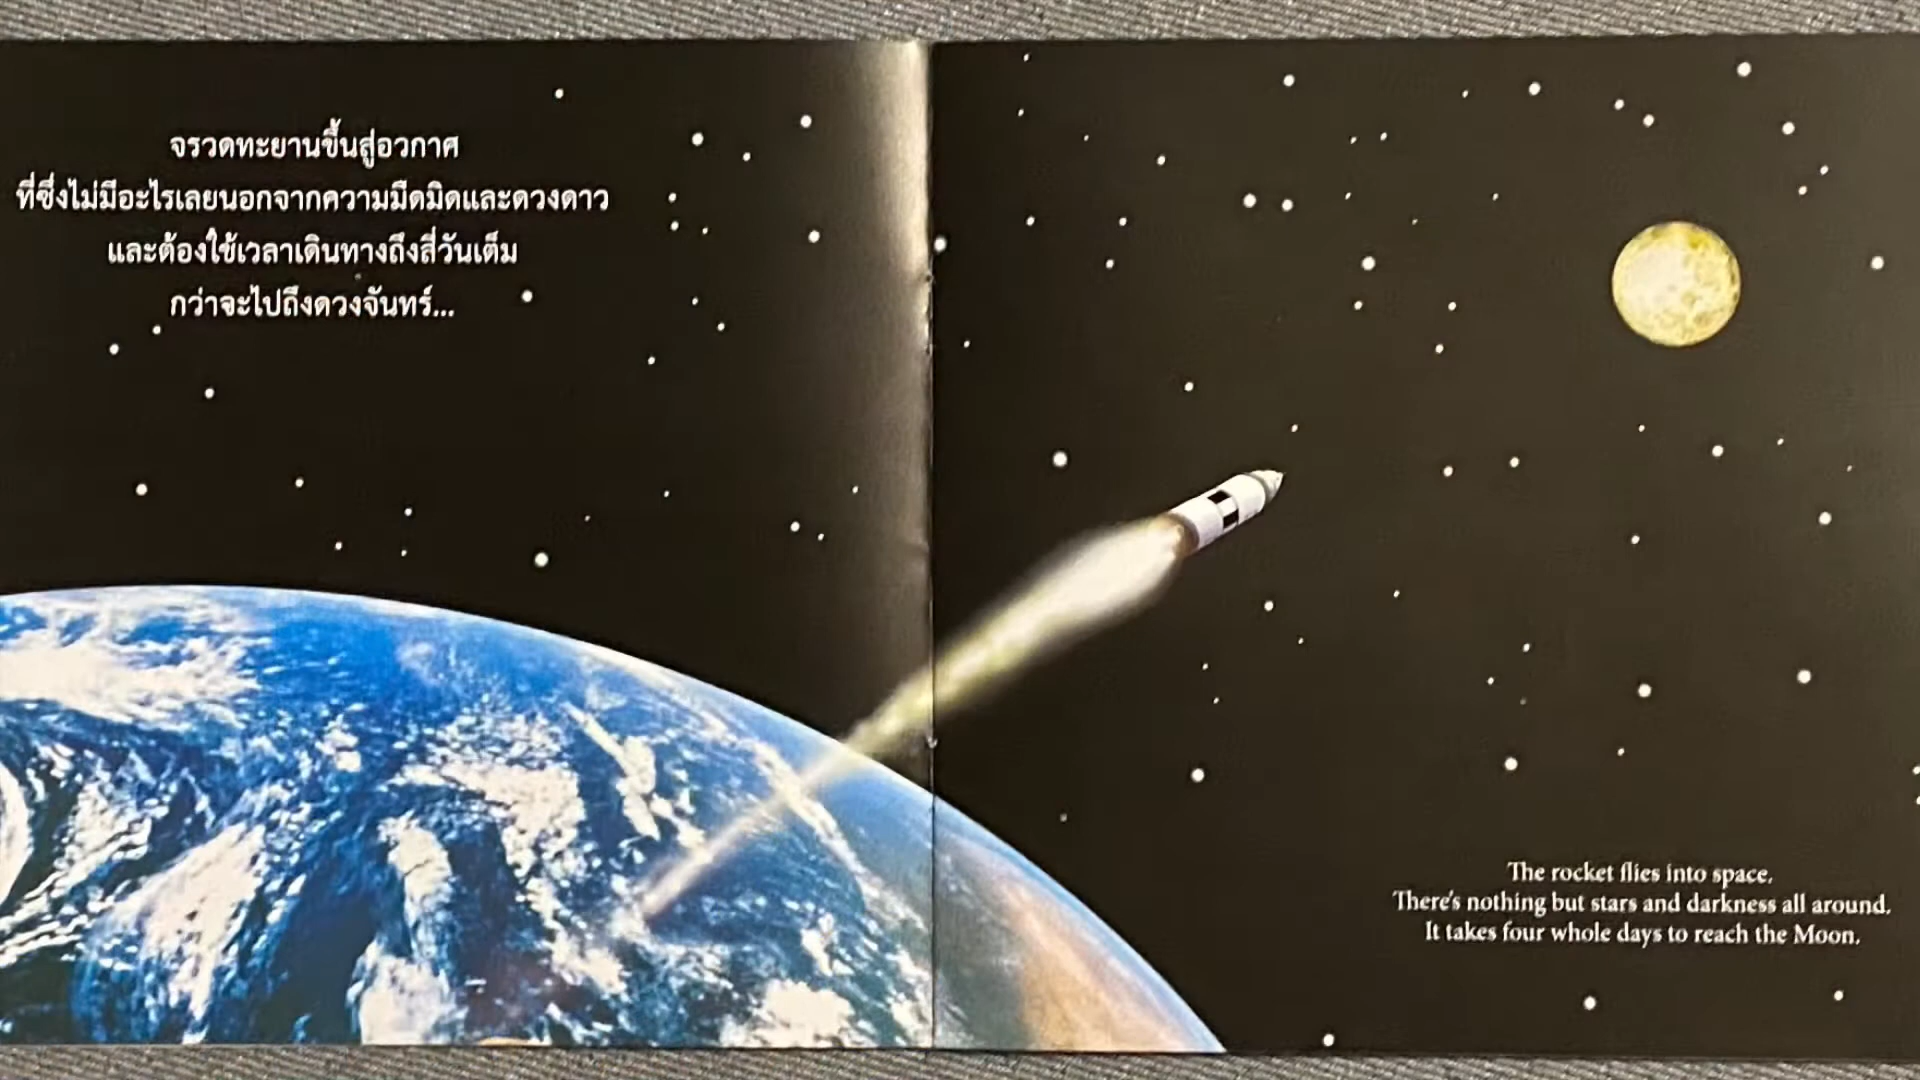 จรวดทะยานขึ้นสู่อวกาศ
ที่ซึ่งไม่มีอะไรเลยนอกจากความมืดมิดและดวงดาว
และต้องใช้เวลาเดินทางถึงสี่วันเต็ม
กว่าจะไปถึงดวงจันทร์...
The rocket flies into space.
There's nothing but stars and darkness all around.
It takes four whole days to reach the Moon.